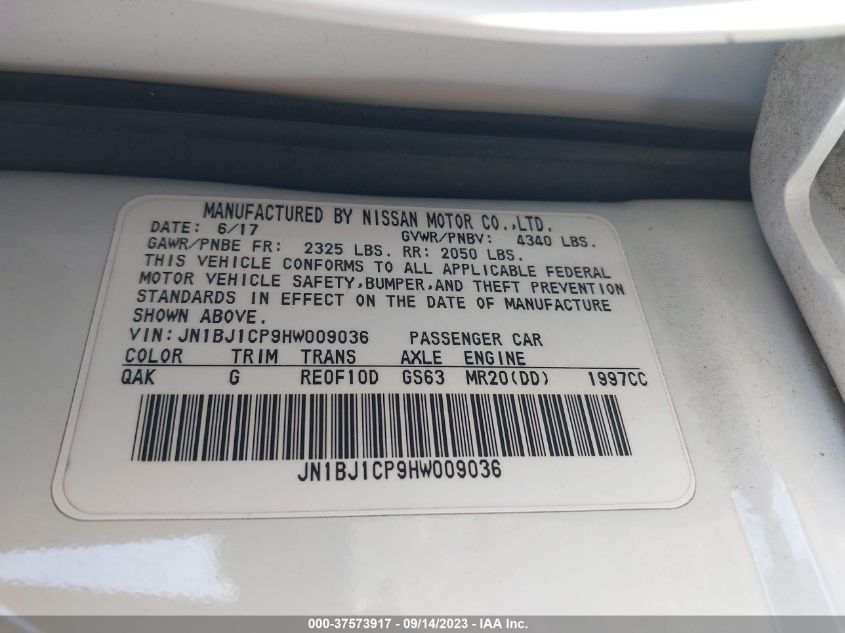 MANUFACTURED BY NISSAN MOTOR CO.,LTD.
DATE: 6/17 GVWR/PNBV: 4340 LBS.
GAWR/PNBE FR: 2325 LBS. RR: 2050 LBS.
THIS VEHICLE CONFORMS TO ALL APPLICABLE FEDERAL
MOTOR VEHICLE SAFETY,BUMPER,AND THEFT PREVENTION
STANDARDS IN EFFECT ON THE DATE OF MANUFACTURE
SHOWN ABOVE.
VIN:JN1BJ1CP9HW009036 PASSENGER CAR
COLOR TRIM TRANS AXLE ENGINE
QAK G RE0F10D GS63 MR20(DD) 1997CC
JN1BJ1CP9HW009036
000-37573917 - 09/14/2023 - IAA Inc.